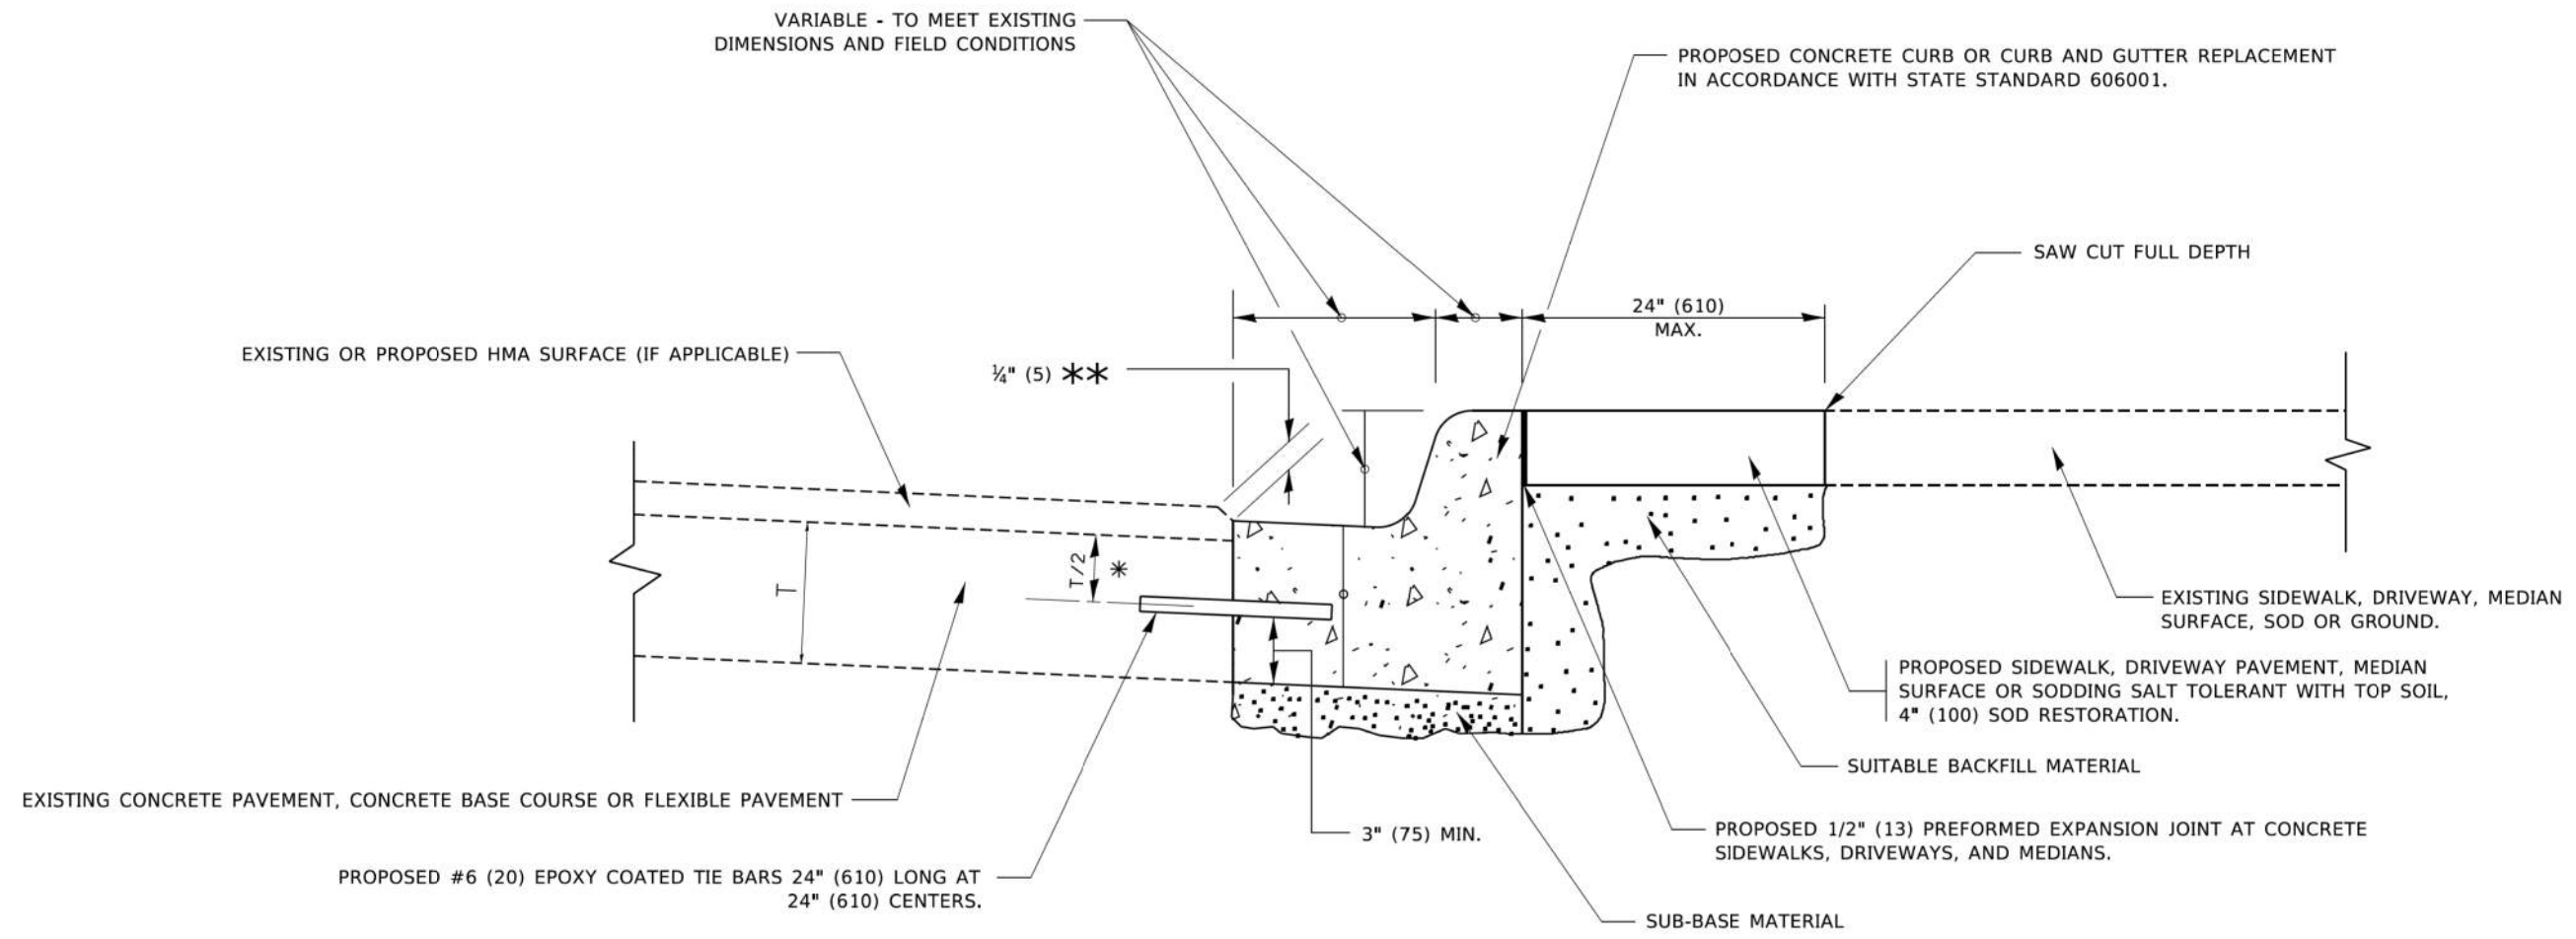 VARIABLE - TO MEET EXISTING
DIMENSIONS AND FIELD CONDITIONS
PROPOSED CONCRETE CURB OR CURB AND GUTTER REPLACEMENT
IN ACCORDANCE WITH STATE STANDARD 606001.
SAW CUT FULL DEPTH
24" (610)
MAX.
EXISTING OR PROPOSED HMA SURFACE (IF APPLICABLE)
¼" (5) **
T
T/2 *
EXISTING SIDEWALK, DRIVEWAY, MEDIAN
SURFACE, SOD OR GROUND.
PROPOSED SIDEWALK, DRIVEWAY PAVEMENT, MEDIAN
SURFACE OR SODDING SALT TOLERANT WITH TOP SOIL,
4" (100) SOD RESTORATION.
SUITABLE BACKFILL MATERIAL
EXISTING CONCRETE PAVEMENT, CONCRETE BASE COURSE OR FLEXIBLE PAVEMENT
3" (75) MIN.
PROPOSED 1/2" (13) PREFORMED EXPANSION JOINT AT CONCRETE
SIDEWALKS, DRIVEWAYS, AND MEDIANS.
PROPOSED #6 (20) EPOXY COATED TIE BARS 24" (610) LONG AT
24" (610) CENTERS.
SUB-BASE MATERIAL